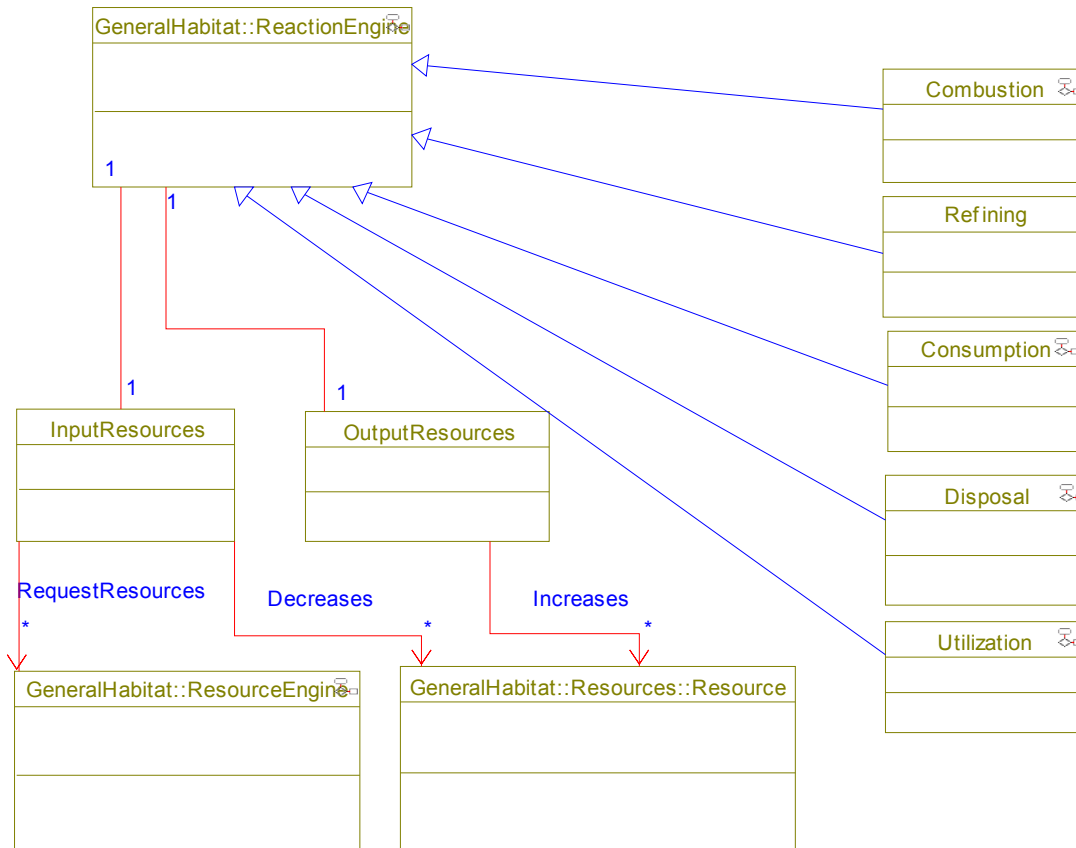 GeneralHabitat::ReactionEngine
Combustion
1
1
Refining
Consumption
1
1
InputResources
OutputResources
Disposal
RequestResources
Decreases
Increases
*
*
*
Utilization
GeneralHabitat::ResourceEngine
GeneralHabitat::Resources::Resource